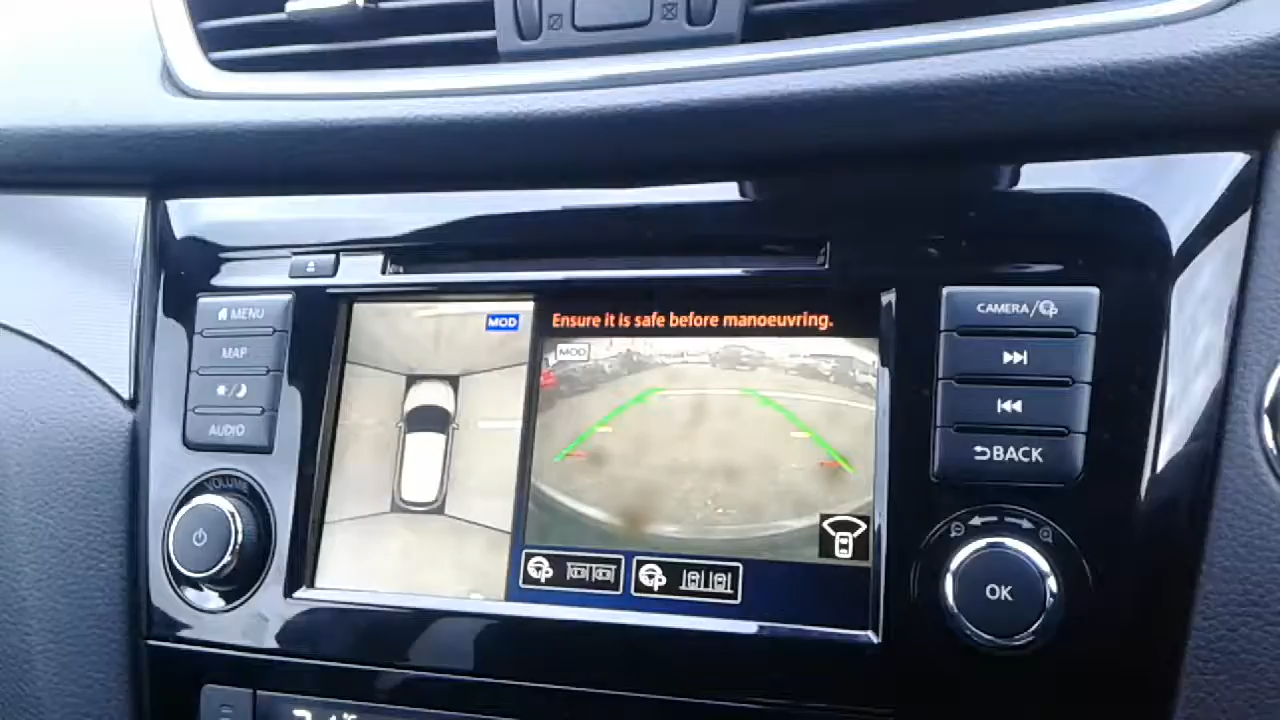 MENU
MAP
AUDIO
VOLUME
MOD
Ensure it is safe before manoeuvring.
MOD
CAMERA/
BACK
OK